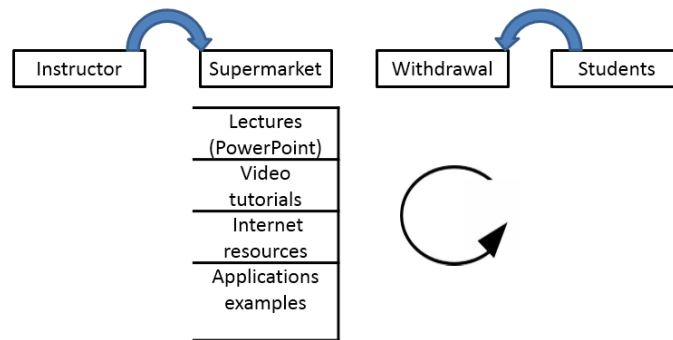 Instructor
Supermarket
Withdrawal
Students
Lectures
(PowerPoint)
Video
tutorials
Internet
resources
Applications
examples